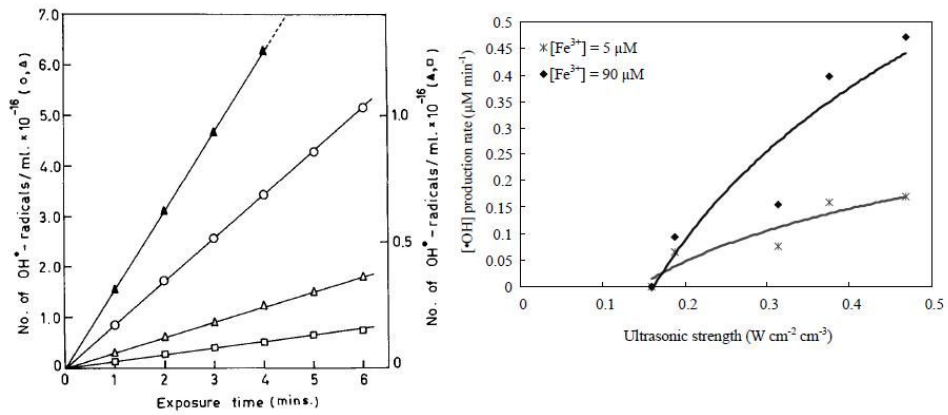 7.0
6.0
5.0
4.0
3.0
2.0
1.0
0
No. of OH• – radicals / ml. × 10⁻¹⁶ (○,△)
0 1 2 3 4 5 6
Exposure time (mins.)
1.0
0.5
0
No. of OH• – radicals / ml. × 10⁻¹⁶ (▲,□)
0.5
0.45
0.4
0.35
0.3
0.25
0.2
0.15
0.1
0.05
0
[•OH] production rate (µM min⁻¹)
[Fe³⁺] = 5 µM
[Fe³⁺] = 90 µM
0 0.1 0.2 0.3 0.4 0.5
Ultrasonic strength (W cm⁻² cm⁻³)